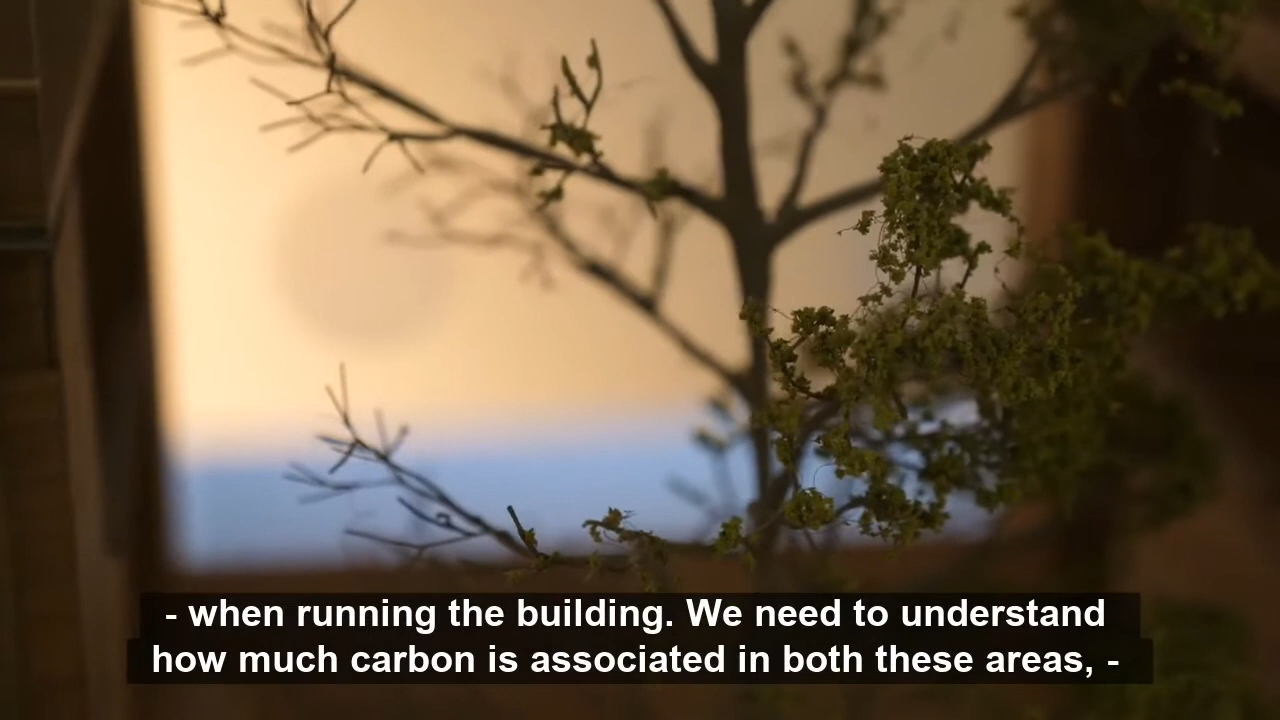 - when running the building. We need to understand
how much carbon is associated in both these areas, -